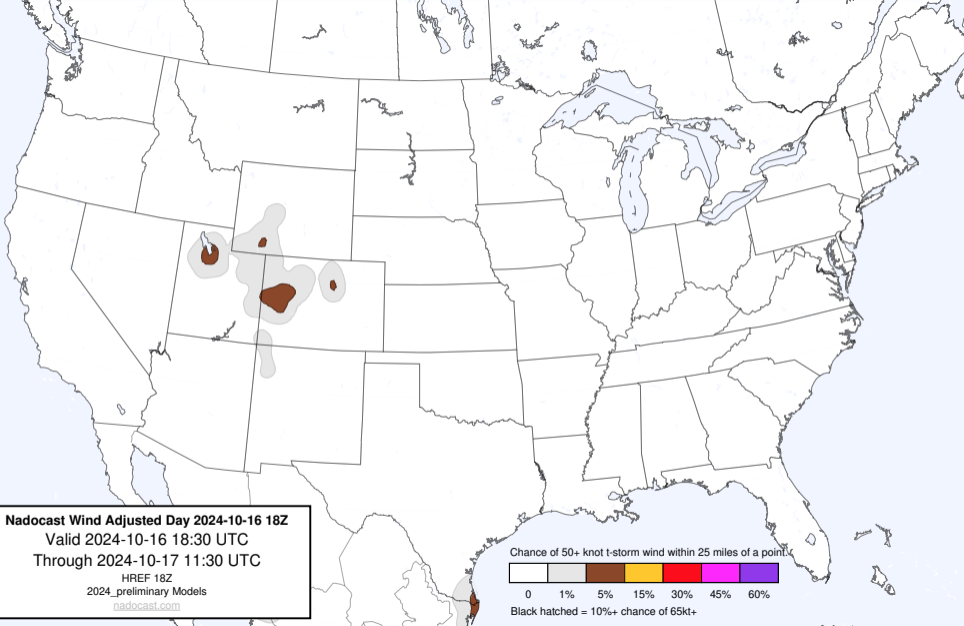 Nadocast Wind Adjusted Day 2024-10-16 18Z
Valid 2024-10-16 18:30 UTC
Through 2024-10-17 11:30 UTC
HREF 18Z
2024_preliminary Models
nadocast.com
Chance of 50+ knot t-storm wind within 25 miles of a point.
0 1% 5% 15% 30% 45% 60%
Black hatched = 10%+ chance of 65kt+